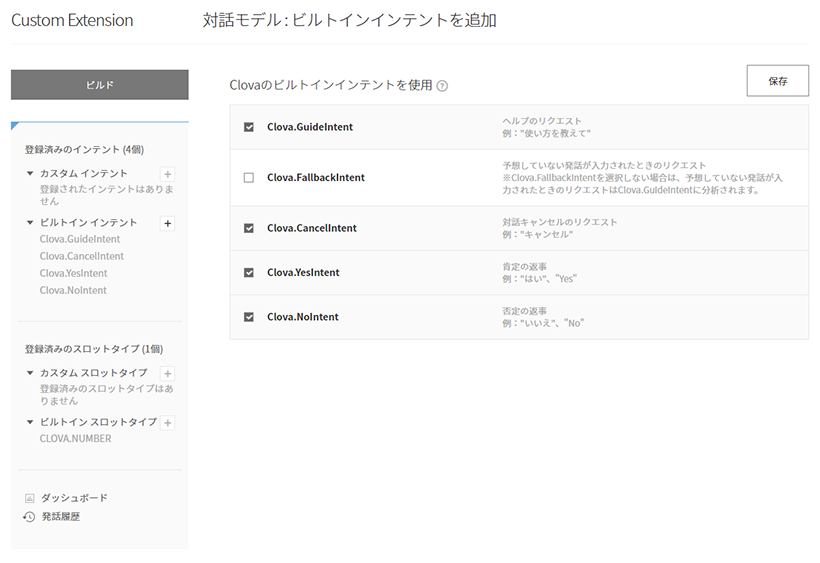 Custom Extension
対話モデル : ビルトインインテントを追加
ビルド
登録済みのインテント (4個)
カスタム インテント
登録されたインテントはありま
せん
ビルトイン インテント
Clova.GuideIntent
Clova.CancelIntent
Clova.YesIntent
Clova.NoIntent
登録済みのスロットタイプ (1個)
カスタム スロットタイプ
登録済みのスロットタイプはあ
りません
ビルトイン スロットタイプ
CLOVA.NUMBER
ダッシュボード
発話履歴
Clovaのビルトインインテントを使用 ?
保存
Clova.GuideIntent
ヘルプのリクエスト
例："使い方を教えて"
Clova.FallbackIntent
予想していない発話が入力されたときのリクエスト
※Clova.FallbackIntentを選択しない場合は、予想していない発話が入
力されたときのリクエストはClova.GuideIntentに分析されます。
Clova.CancelIntent
対話キャンセルのリクエスト
例："キャンセル"
Clova.YesIntent
肯定の返事
例："はい"、"Yes"
Clova.NoIntent
否定の返事
例："いいえ"、"No"